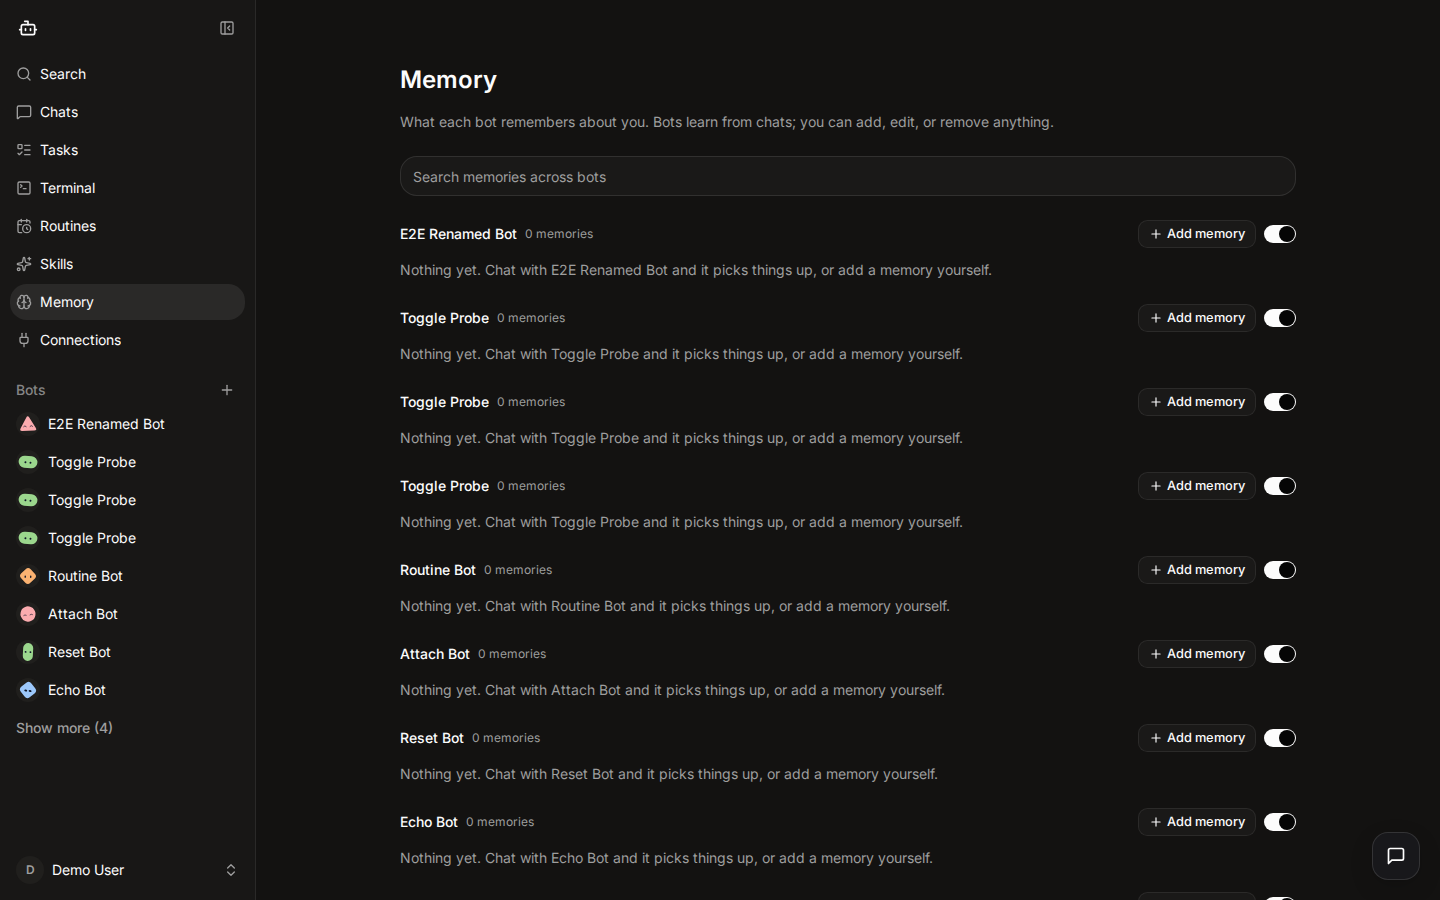 Search
Chats
Tasks
Terminal
Routines
Skills
Memory
Connections
Bots
E2E Renamed Bot
Toggle Probe
Toggle Probe
Toggle Probe
Routine Bot
Attach Bot
Reset Bot
Echo Bot
Show more (4)
D Demo User
Memory
What each bot remembers about you. Bots learn from chats; you can add, edit, or remove anything.
Search memories across bots
E2E Renamed Bot 0 memories Add memory
Nothing yet. Chat with E2E Renamed Bot and it picks things up, or add a memory yourself.
Toggle Probe 0 memories Add memory
Nothing yet. Chat with Toggle Probe and it picks things up, or add a memory yourself.
Toggle Probe 0 memories Add memory
Nothing yet. Chat with Toggle Probe and it picks things up, or add a memory yourself.
Toggle Probe 0 memories Add memory
Nothing yet. Chat with Toggle Probe and it picks things up, or add a memory yourself.
Routine Bot 0 memories Add memory
Nothing yet. Chat with Routine Bot and it picks things up, or add a memory yourself.
Attach Bot 0 memories Add memory
Nothing yet. Chat with Attach Bot and it picks things up, or add a memory yourself.
Reset Bot 0 memories Add memory
Nothing yet. Chat with Reset Bot and it picks things up, or add a memory yourself.
Echo Bot 0 memories Add memory
Nothing yet. Chat with Echo Bot and it picks things up, or add a memory yourself.